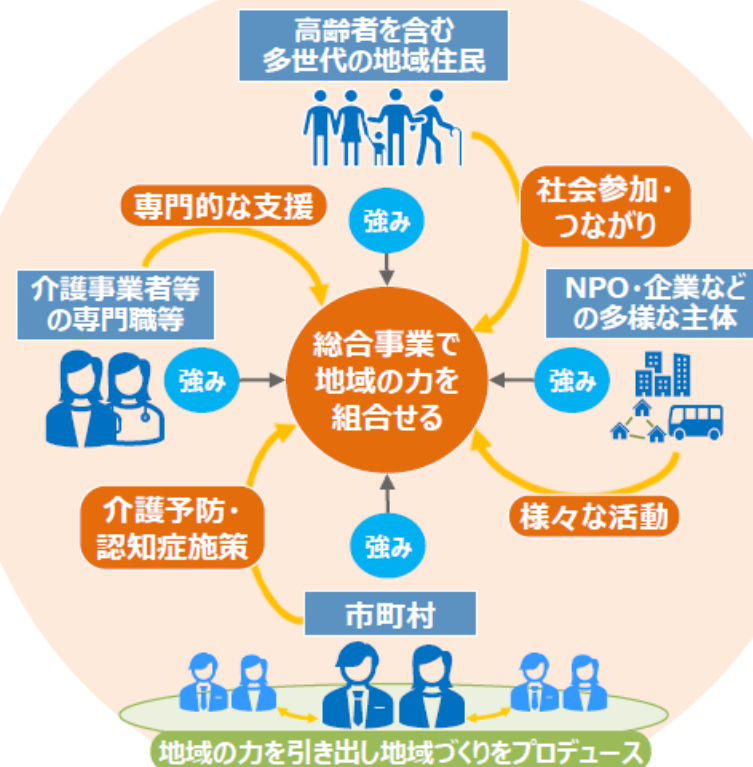 高齢者を含む
多世代の地域住民
専門的な支援
強み
社会参加・
つながり
介護事業者等
の専門職等
NPO・企業など
の多様な主体
強み
総合事業で
地域の力を
組合せる
強み
介護予防・
認知症施策
強み
様々な活動
市町村
地域の力を引き出し地域づくりをプロデュース